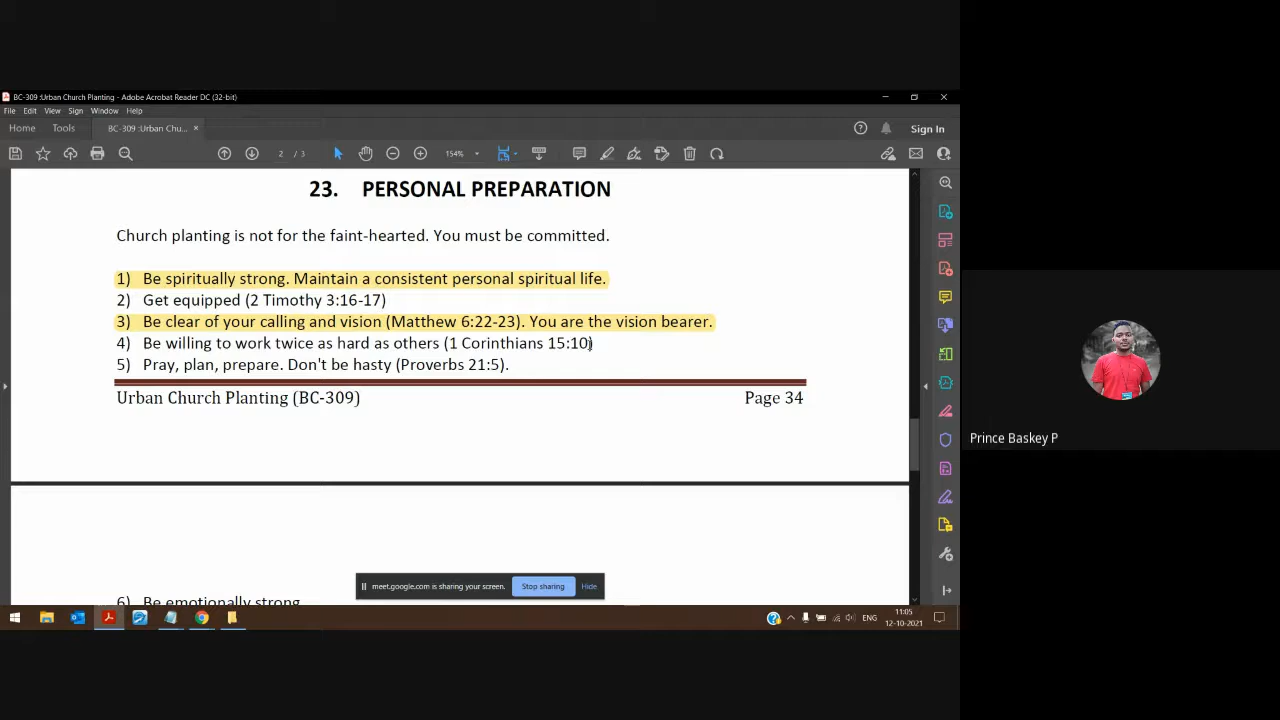 BC-309 :Urban Church Planting - Adobe Acrobat Reader DC (32-bit)
File Edit View Sign Window Help
Home Tools BC-309 :Urban Chu... × Sign In
2 / 3 154%
23. PERSONAL PREPARATION
Church planting is not for the faint-hearted. You must be committed.
1) Be spiritually strong. Maintain a consistent personal spiritual life.
2) Get equipped (2 Timothy 3:16-17)
3) Be clear of your calling and vision (Matthew 6:22-23). You are the vision bearer.
4) Be willing to work twice as hard as others (1 Corinthians 15:10)
5) Pray, plan, prepare. Don't be hasty (Proverbs 21:5).
Urban Church Planting (BC-309) Page 34
Prince Baskey P
meet.google.com is sharing your screen. Stop sharing Hide
6) Be emotionally strong
ENG 11:05
12-10-2021